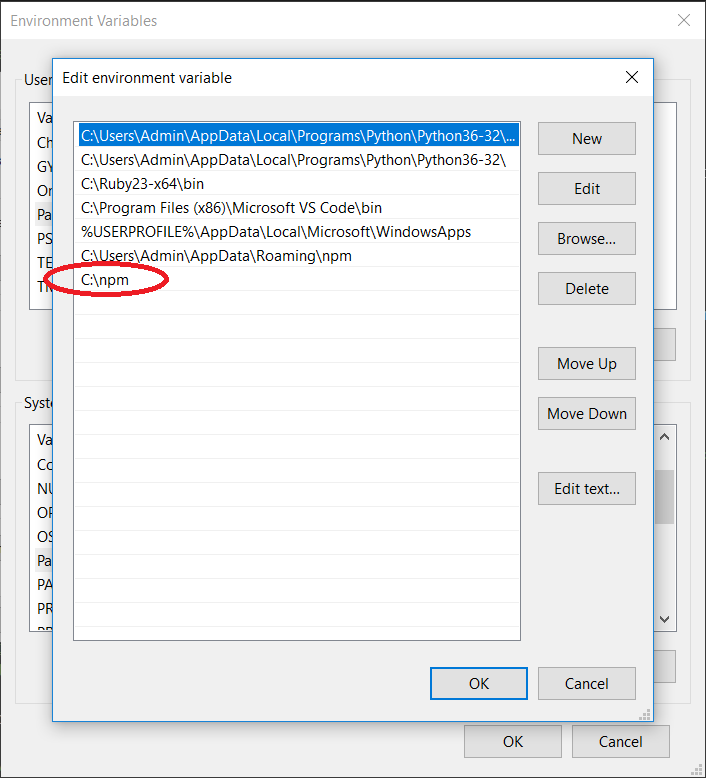 Environment Variables
Edit environment variable
User
Va
Ch
GY
Or
Pa
PS
TE
C:\Users\Admin\AppData\Local\Programs\Python\Python36-32\...
C:\Users\Admin\AppData\Local\Programs\Python\Python36-32\
C:\Ruby23-x64\bin
C:\Program Files (x86)\Microsoft VS Code\bin
%USERPROFILE%\AppData\Local\Microsoft\WindowsApps
C:\Users\Admin\AppData\Roaming\npm
C:\npm
New
Edit
Browse...
Delete
Move Up
Move Down
Edit text...
Syste
Va
Co
NU
OP
OS
Pa
PA
PR
OK
Cancel
OK
Cancel